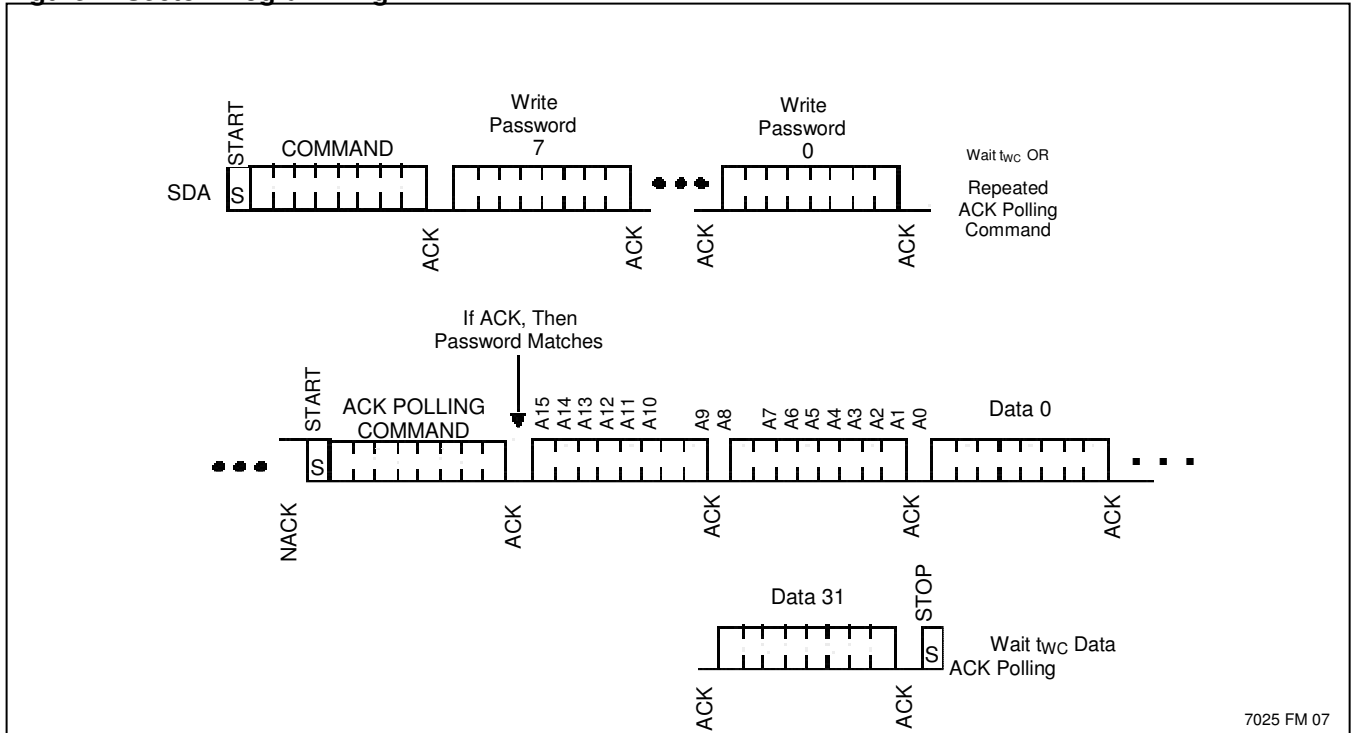 START
COMMAND
Write
Password
7
Write
Password
0
SDA
S
ACK
ACK
ACK
ACK
Wait tWC OR
Repeated
ACK Polling
Command
If ACK, Then
Password Matches
START
ACK POLLING
COMMAND
A15
A14
A13
A12
A11
A10
A9
A8
A7
A6
A5
A4
A3
A2
A1
A0
Data 0
S
NACK
ACK
ACK
ACK
ACK
Data 31
STOP
S
Wait tWC Data
ACK Polling
ACK
ACK
7025 FM 07